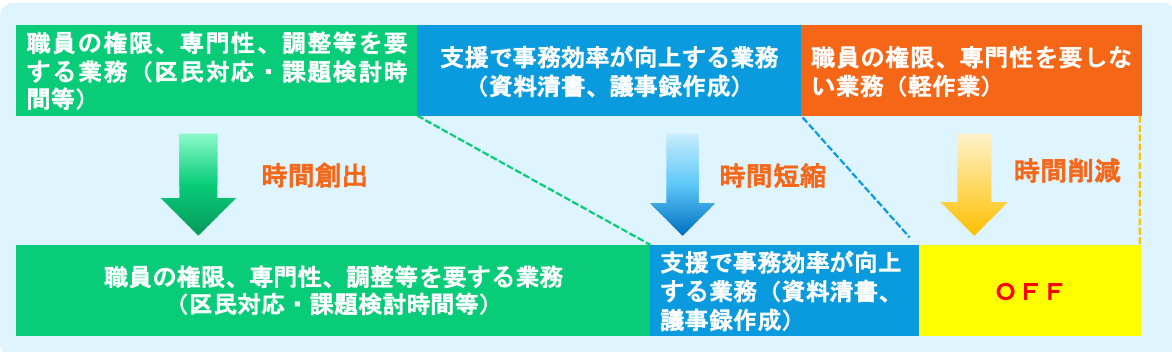 職員の権限、専門性、調整等を要
する業務（区民対応・課題検討時
間等）
支援で事務効率が向上する業務
（資料清書、議事録作成）
職員の権限、専門性を要しな
い業務（軽作業）
時間創出
時間短縮
時間削減
職員の権限、専門性、調整等を要する業務
（区民対応・課題検討時間等）
支援で事務効率が向上
する業務（資料清書、
議事録作成）
ＯＦＦ